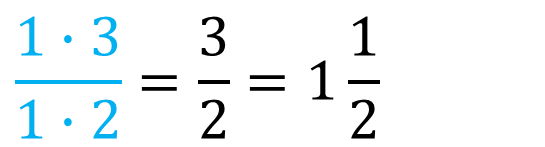 1 · 3 / 1 · 2 = 3 / 2 = 1 1 / 2